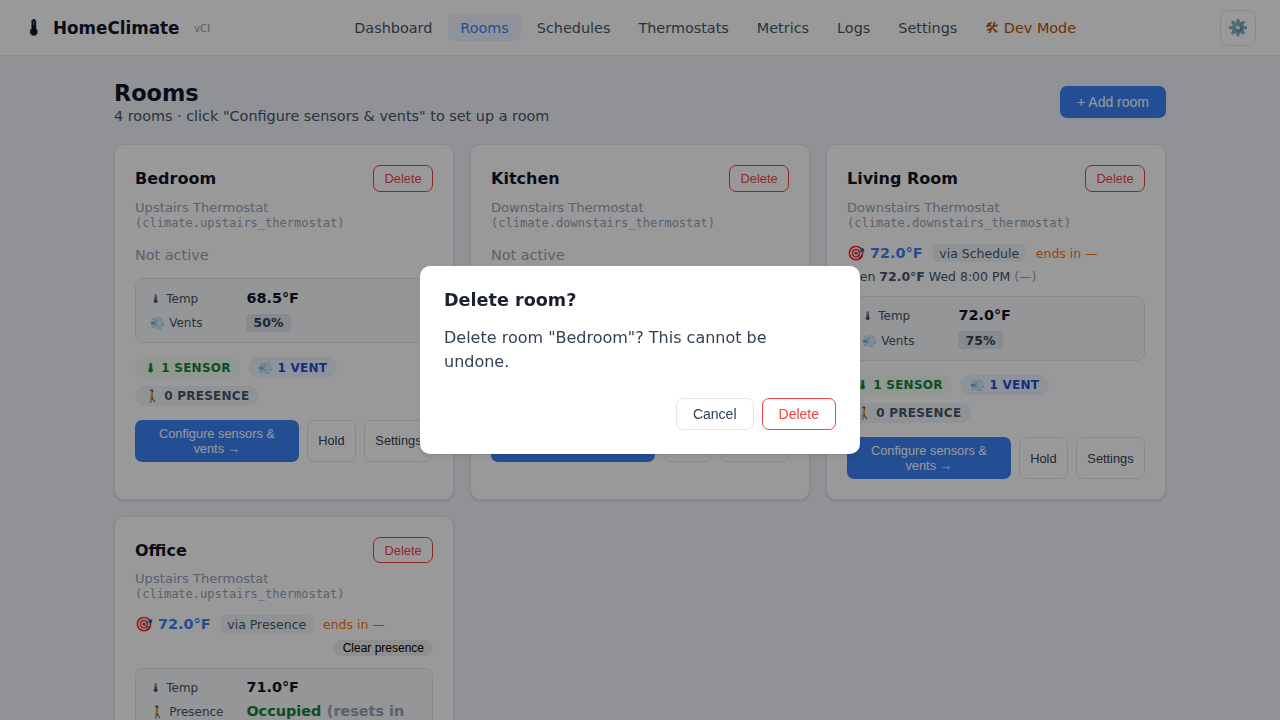 HomeClimate vCI Dashboard Rooms Schedules Thermostats Metrics Logs Settings 🛠 Dev Mode
Rooms
4 rooms · click "Configure sensors & vents" to set up a room
+ Add room
Bedroom Delete
Upstairs Thermostat
(climate.upstairs_thermostat)
Not active
Temp 68.5°F
Vents 50%
1 SENSOR 1 VENT
0 PRESENCE
Configure sensors &
vents →
Hold Settings
Kitchen Delete
Downstairs Thermostat
(climate.downstairs_thermostat)
Not active
Living Room Delete
Downstairs Thermostat
(climate.downstairs_thermostat)
72.0°F via Schedule ends in —
72.0°F Wed 8:00 PM (—)
Temp 72.0°F
Vents 75%
1 SENSOR 1 VENT
0 PRESENCE
Configure sensors &
vents →
Hold Settings
Delete room?
Delete room "Bedroom"? This cannot be
undone.
Cancel Delete
Office Delete
Upstairs Thermostat
(climate.upstairs_thermostat)
72.0°F via Presence ends in —
Clear presence
Temp 71.0°F
Presence Occupied (resets in